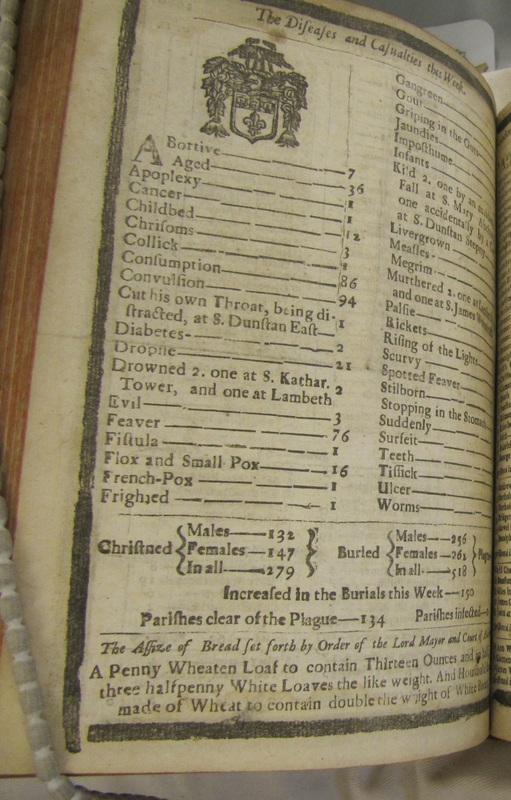 The Diſeaſes and Caſualties this Week.
Abortive 7
Aged 36
Apoplexy 1
Cancer 1
Childbed 12
Chriſoms 3
Collick 1
Conſumption 86
Convulſion 94
Cut his own Throat, being di-
ſtracted, at S. Dunſtan Eaſt 1
Diabetes 2
Dropſie 21
Drowned 2. one at S. Kathar.
Tower, and one at Lambeth 2
Evil 3
Feaver 76
Fiſtula 1
Flox and Small Pox 16
French-Pox 1
Frighted 1
Gangreen
Gout
Griping in the Guts
Jaundies
Impoſthume
Infants
Kil'd 2. one by an
Fall at S. Mary
one accidentally by a
at S. Dunſtan Stepney
Livergrown
Meaſles
Megrim
Murthered 2. one at
and one at S. James
Palſie
Rickets
Riſing of the Lights
Scurvy
Spotted Feaver
Stilborn
Stopping in the Stomach
Suddenly
Surfeit
Teeth
Tiſſick
Ulcer
Worms
Chriſtned
Males 132
Females 147
In all 279
Buried
Males 256
Females 262
In all 518
Increaſed in the Burials this Week 150
Pariſhes clear of the Plague 134 Pariſhes infected
The Aſſize of Bread ſet forth by Order of the Lord Mayor and Court of
A Penny Wheaten Loaf to contain Thirteen Ounces and
three halfpenny White Loaves the like weight. And
made of Wheat to contain double the weight of White